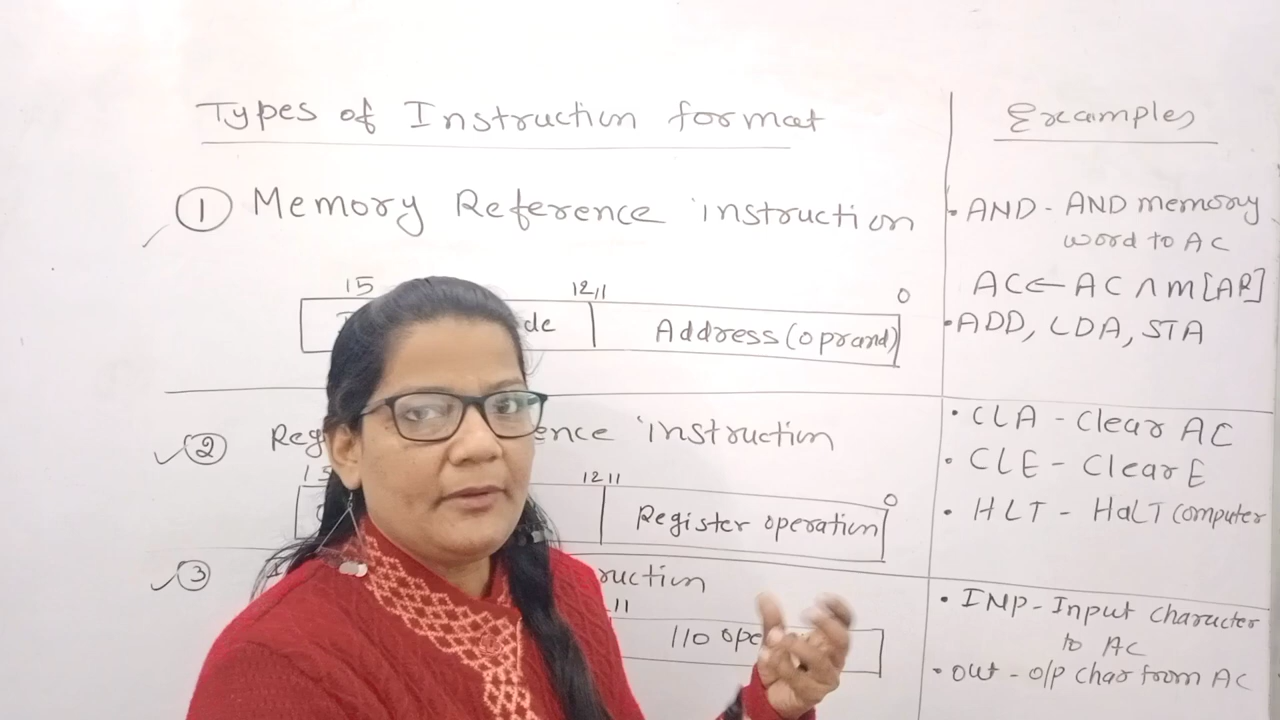 Types of Instruction format
Examples
1 Memory Reference instruction
• AND - AND memory
word to AC
AC ← AC ∧ M[AR]
• ADD, LDA, STA
15 12 11 0
de Address (oprand)
2 Reg ence instruction
• CLA - Clear AC
• CLE - Clear E
• HLT - HaLT computer
15 12 11 0
Register operation
3 ruction
• INP - Input character
to AC
• out - o/p char from AC
11
I/O ope